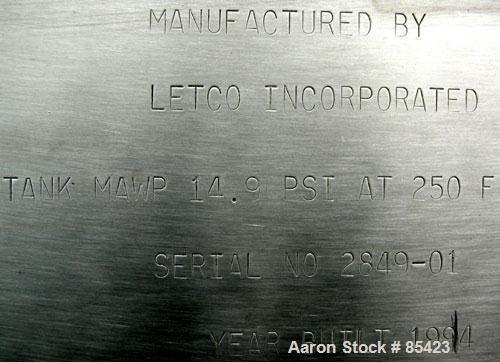 MANUFACTURED BY
LETCO INCORPORATED
TANK MAWP 14.9 PSI AT 250 F
SERIAL NO 2849-01
YEAR BUILT 1994
Aaron Stock # 85423